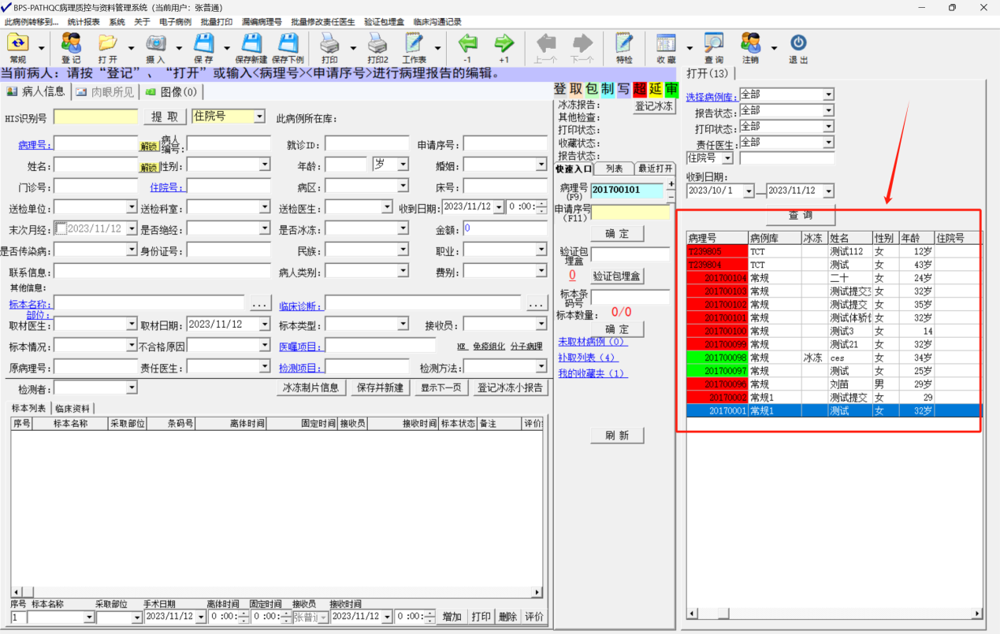 BPS-PATHQC病理质控与资料管理系统（当前用户：张普通）
此病例转移到... 统计报表 系统 关于 电子病例 批量打印 漏编病理号 批量修改责任医生 验证包埋盒 临床沟通记录
常规 登记 打开 摄入 保存 保存新建 保存下例 打印 打印2 工作表 -1 +1 上一个 下一个 特检 收藏 查询 注销 退出
当前病人：请按“登记”、“打开”或输入<病理号><申请序号>进行病理报告的编辑。
病人信息 肉眼所见 图像(0)
HIS识别号 提取 住院号 此病例所在库：
病理号： 解锁 病人编号： 就诊ID： 申请序号：
姓名： 解锁 性别： 年龄： 岁 婚姻：
门诊号： 住院号： 病区： 床号：
送检单位： 送检科室： 送检医生： 收到日期： 2023/11/12 0 :00:
末次月经： 2023/11/12 是否绝经： 是否冰冻： 金额： 0
是否传染病： 身份证号： 民族： 职业：
联系信息： 病人类别： 费别：
其他信息：
标本名称： ... 临床诊断： ...
部位：
取材医生： 取材日期： 2023/11/12 标本类型： 接收员：
标本情况： 不合格原因 医嘱项目： HE 免疫组化 分子病理
原病理号： 责任医生： 检测项目： 检测方法：
检测者： 冰冻制片信息 保存并新建 显示下一页 登记冰冻小报告
标本列表 临床资料
序号 标本名称 采取部位 条码号 离体时间 固定时间 接收员 接收时间 标本状态 备注
序号 标本名称 采取部位 手术日期 离体时间 固定时间 接收员 接收时间
1 2023/11/12 0 :00: 0 :00: 张普 2023/11/12 0 :00: 增加 打印 删除 评价
登 取 包 制 写 超 延 审
冰冻报告： 登记冰冻
其他检查：
打印状态：
收藏状态：
报告状态：
快速入口 列表 最近打开
病理号 201700101 + -
(F9)
申请序号
(F11)
确定
验证包
埋盒
0 验证包埋盒
标本条
码号
标本数量： 0/0
确定
未取材病例（0）
补取列表（4）
我的收藏夹（1）
刷新
打开(13)
选择病例库： 全部
报告状态： 全部
打印状态： 全部
责任医生： 全部
住院号
收到日期：
2023/10/ 1 — 2023/11/12
查询
病理号 病例库 冰冻 姓名 性别 年龄 住院号
T239805 TCT 测试112 女 12岁
T239804 TCT 测试 女 43岁
201700104 常规 二十 女 24岁
201700103 常规 测试提交 女 32岁
201700102 常规 测试提交 女 35岁
201700101 常规 测试体骄 女 32岁
201700100 常规 测试3 女 14
201700099 常规 测试21 女 32岁
201700098 常规 冰冻 ces 女 34岁
201700097 常规 测试 女 25岁
201700096 常规 刘苗 男 29岁
20170002 常规1 测试提交 女 29
20170001 常规1 测试 女 32岁